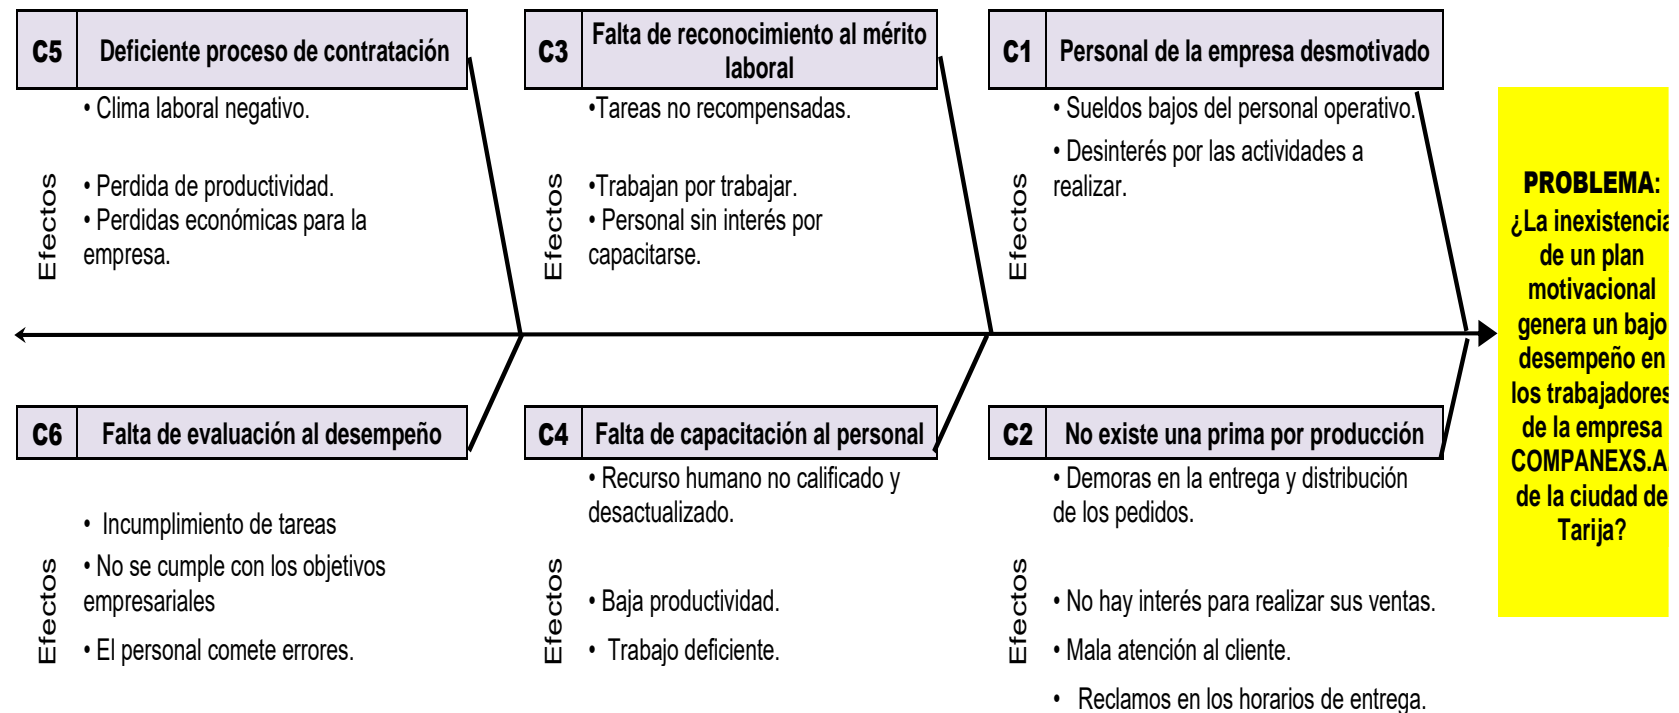 C5 Deficiente proceso de contratación
• Clima laboral negativo.
Efectos
• Perdida de productividad.
• Perdidas económicas para la
empresa.
C3 Falta de reconocimiento al mérito
laboral
•Tareas no recompensadas.
Efectos
•Trabajan por trabajar.
• Personal sin interés por
capacitarse.
C1 Personal de la empresa desmotivado
• Sueldos bajos del personal operativo.
• Desinterés por las actividades a
realizar.
Efectos
C6 Falta de evaluación al desempeño
• Incumplimiento de tareas
• No se cumple con los objetivos
empresariales
• El personal comete errores.
Efectos
C4 Falta de capacitación al personal
• Recurso humano no calificado y
desactualizado.
Efectos
• Baja productividad.
• Trabajo deficiente.
C2 No existe una prima por producción
• Demoras en la entrega y distribución
de los pedidos.
Efectos
• No hay interés para realizar sus ventas.
• Mala atención al cliente.
• Reclamos en los horarios de entrega.
PROBLEMA:
¿La inexistencia
de un plan
motivacional
genera un bajo
desempeño en
los trabajadores
de la empresa
COMPANEXS.A.
de la ciudad de
Tarija?